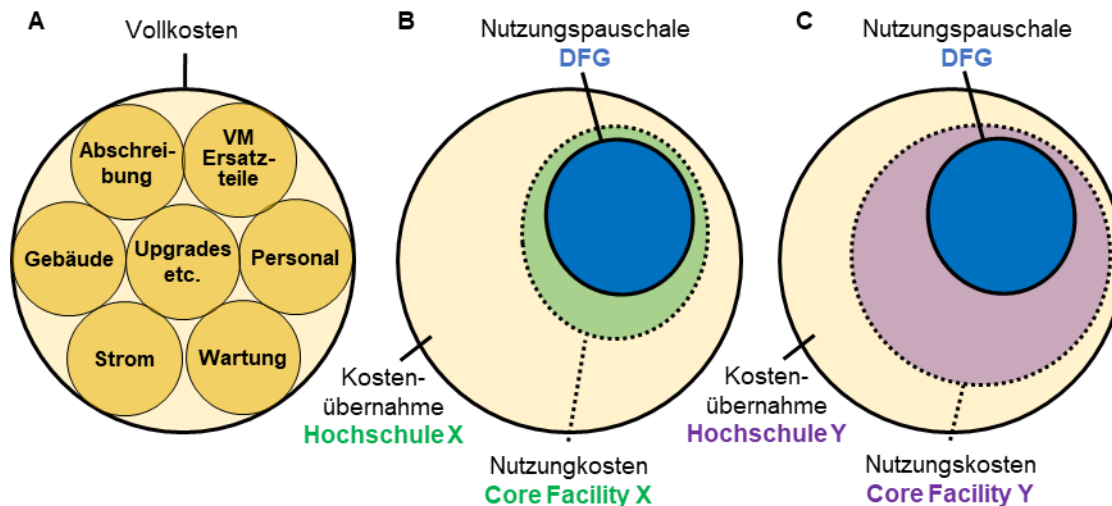 A
Vollkosten
Abschrei-
bung
VM
Ersatz-
teile
Gebäude
Upgrades
etc.
Personal
Strom
Wartung
B
Nutzungspauschale
DFG
Kosten-
übernahme
Hochschule X
Nutzungkosten
Core Facility X
C
Nutzungspauschale
DFG
Kosten-
übernahme
Hochschule Y
Nutzungskosten
Core Facility Y